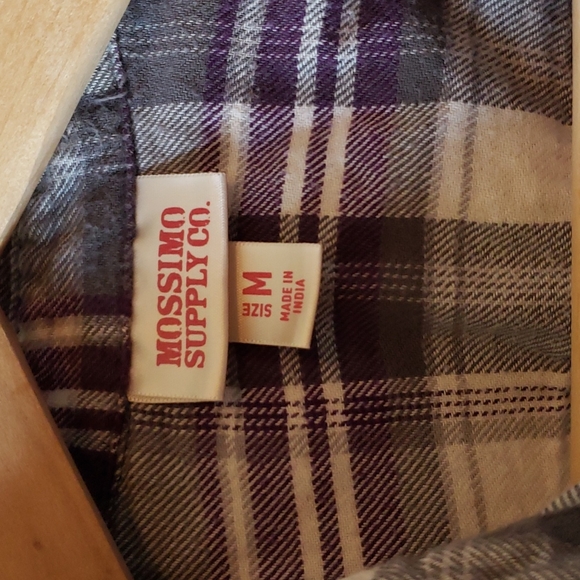 MOSSIMO
SUPPLY CO.
SIZE M
MADE IN
INDIA